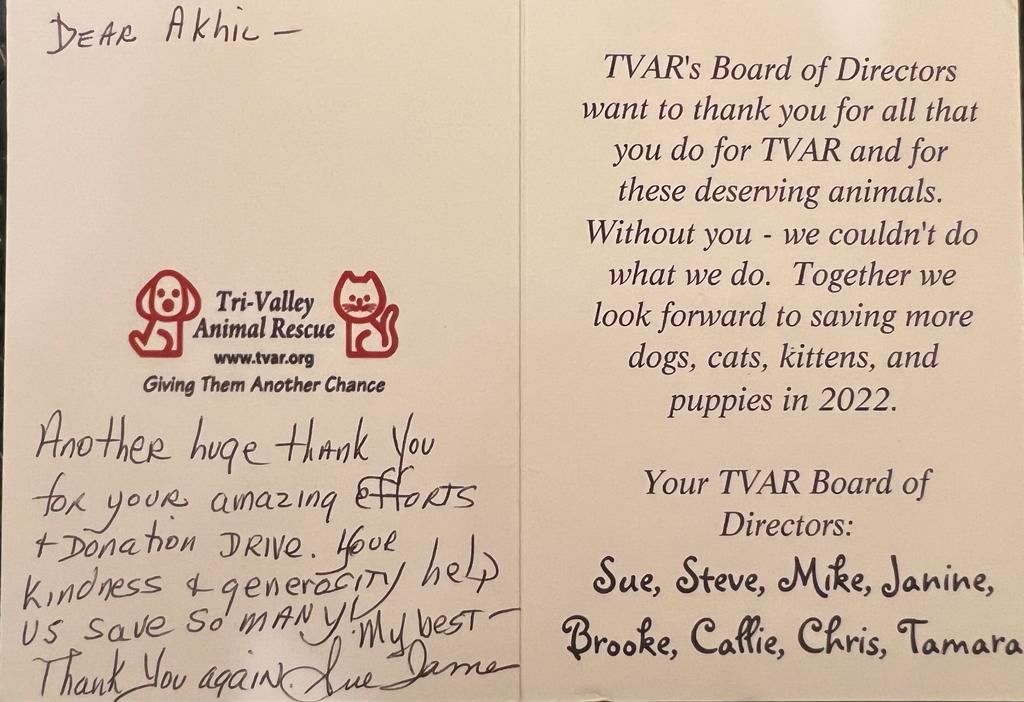 DEAR Akhil –
Tri-Valley
Animal Rescue
www.tvar.org
Giving Them Another Chance
Another huge thank you
for your amazing efforts
+ Donation Drive. Your
kindness & generosity help
us save so many! My best –
Thank you again. Sue
TVAR's Board of Directors
want to thank you for all that
you do for TVAR and for
these deserving animals.
Without you - we couldn't do
what we do. Together we
look forward to saving more
dogs, cats, kittens, and
puppies in 2022.
Your TVAR Board of
Directors:
Sue, Steve, Mike, Janine,
Brooke, Callie, Chris, Tamara